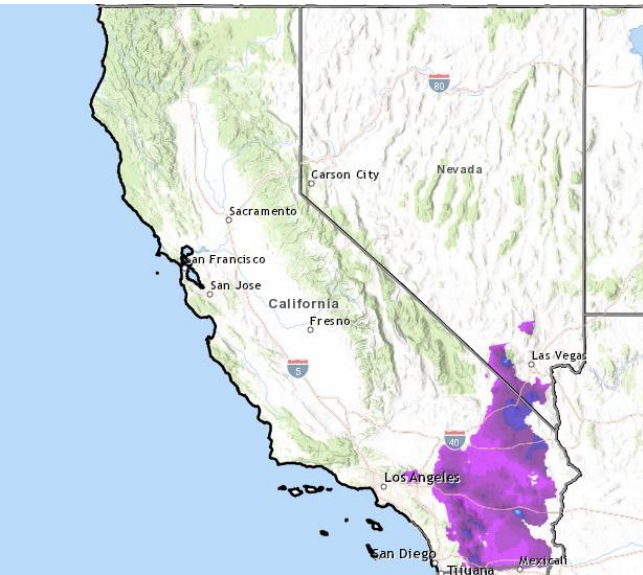 80
Carson City
Nevada
Sacramento
San Francisco
San Jose
California
Fresno
5
Las Vegas
40
Los Angeles
San Diego
Mexicali
Tijuana